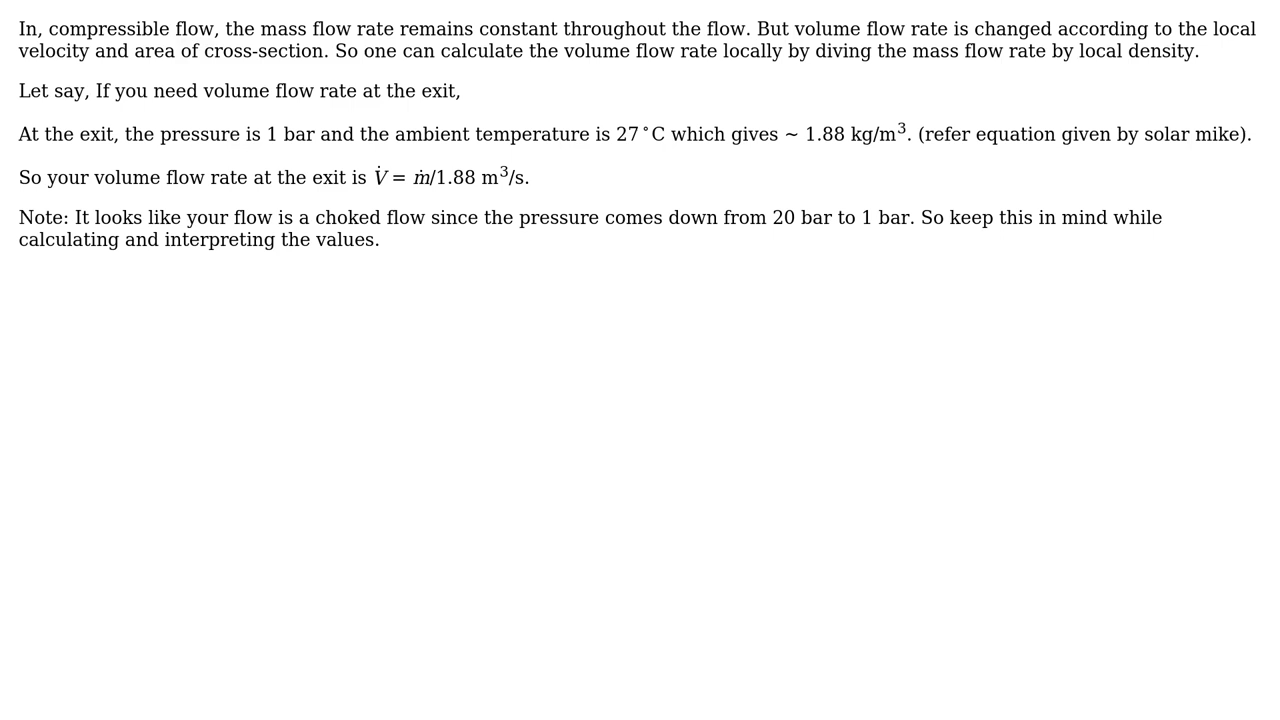 In, compressible flow, the mass flow rate remains constant throughout the flow. But volume flow rate is changed according to the local
velocity and area of cross-section. So one can calculate the volume flow rate locally by diving the mass flow rate by local density.
Let say, If you need volume flow rate at the exit,
At the exit, the pressure is 1 bar and the ambient temperature is 27˚C which gives ~ 1.88 kg/m³. (refer equation given by solar mike).
So your volume flow rate at the exit is V̇ = ṁ/1.88 m³/s.
Note: It looks like your flow is a choked flow since the pressure comes down from 20 bar to 1 bar. So keep this in mind while
calculating and interpreting the values.